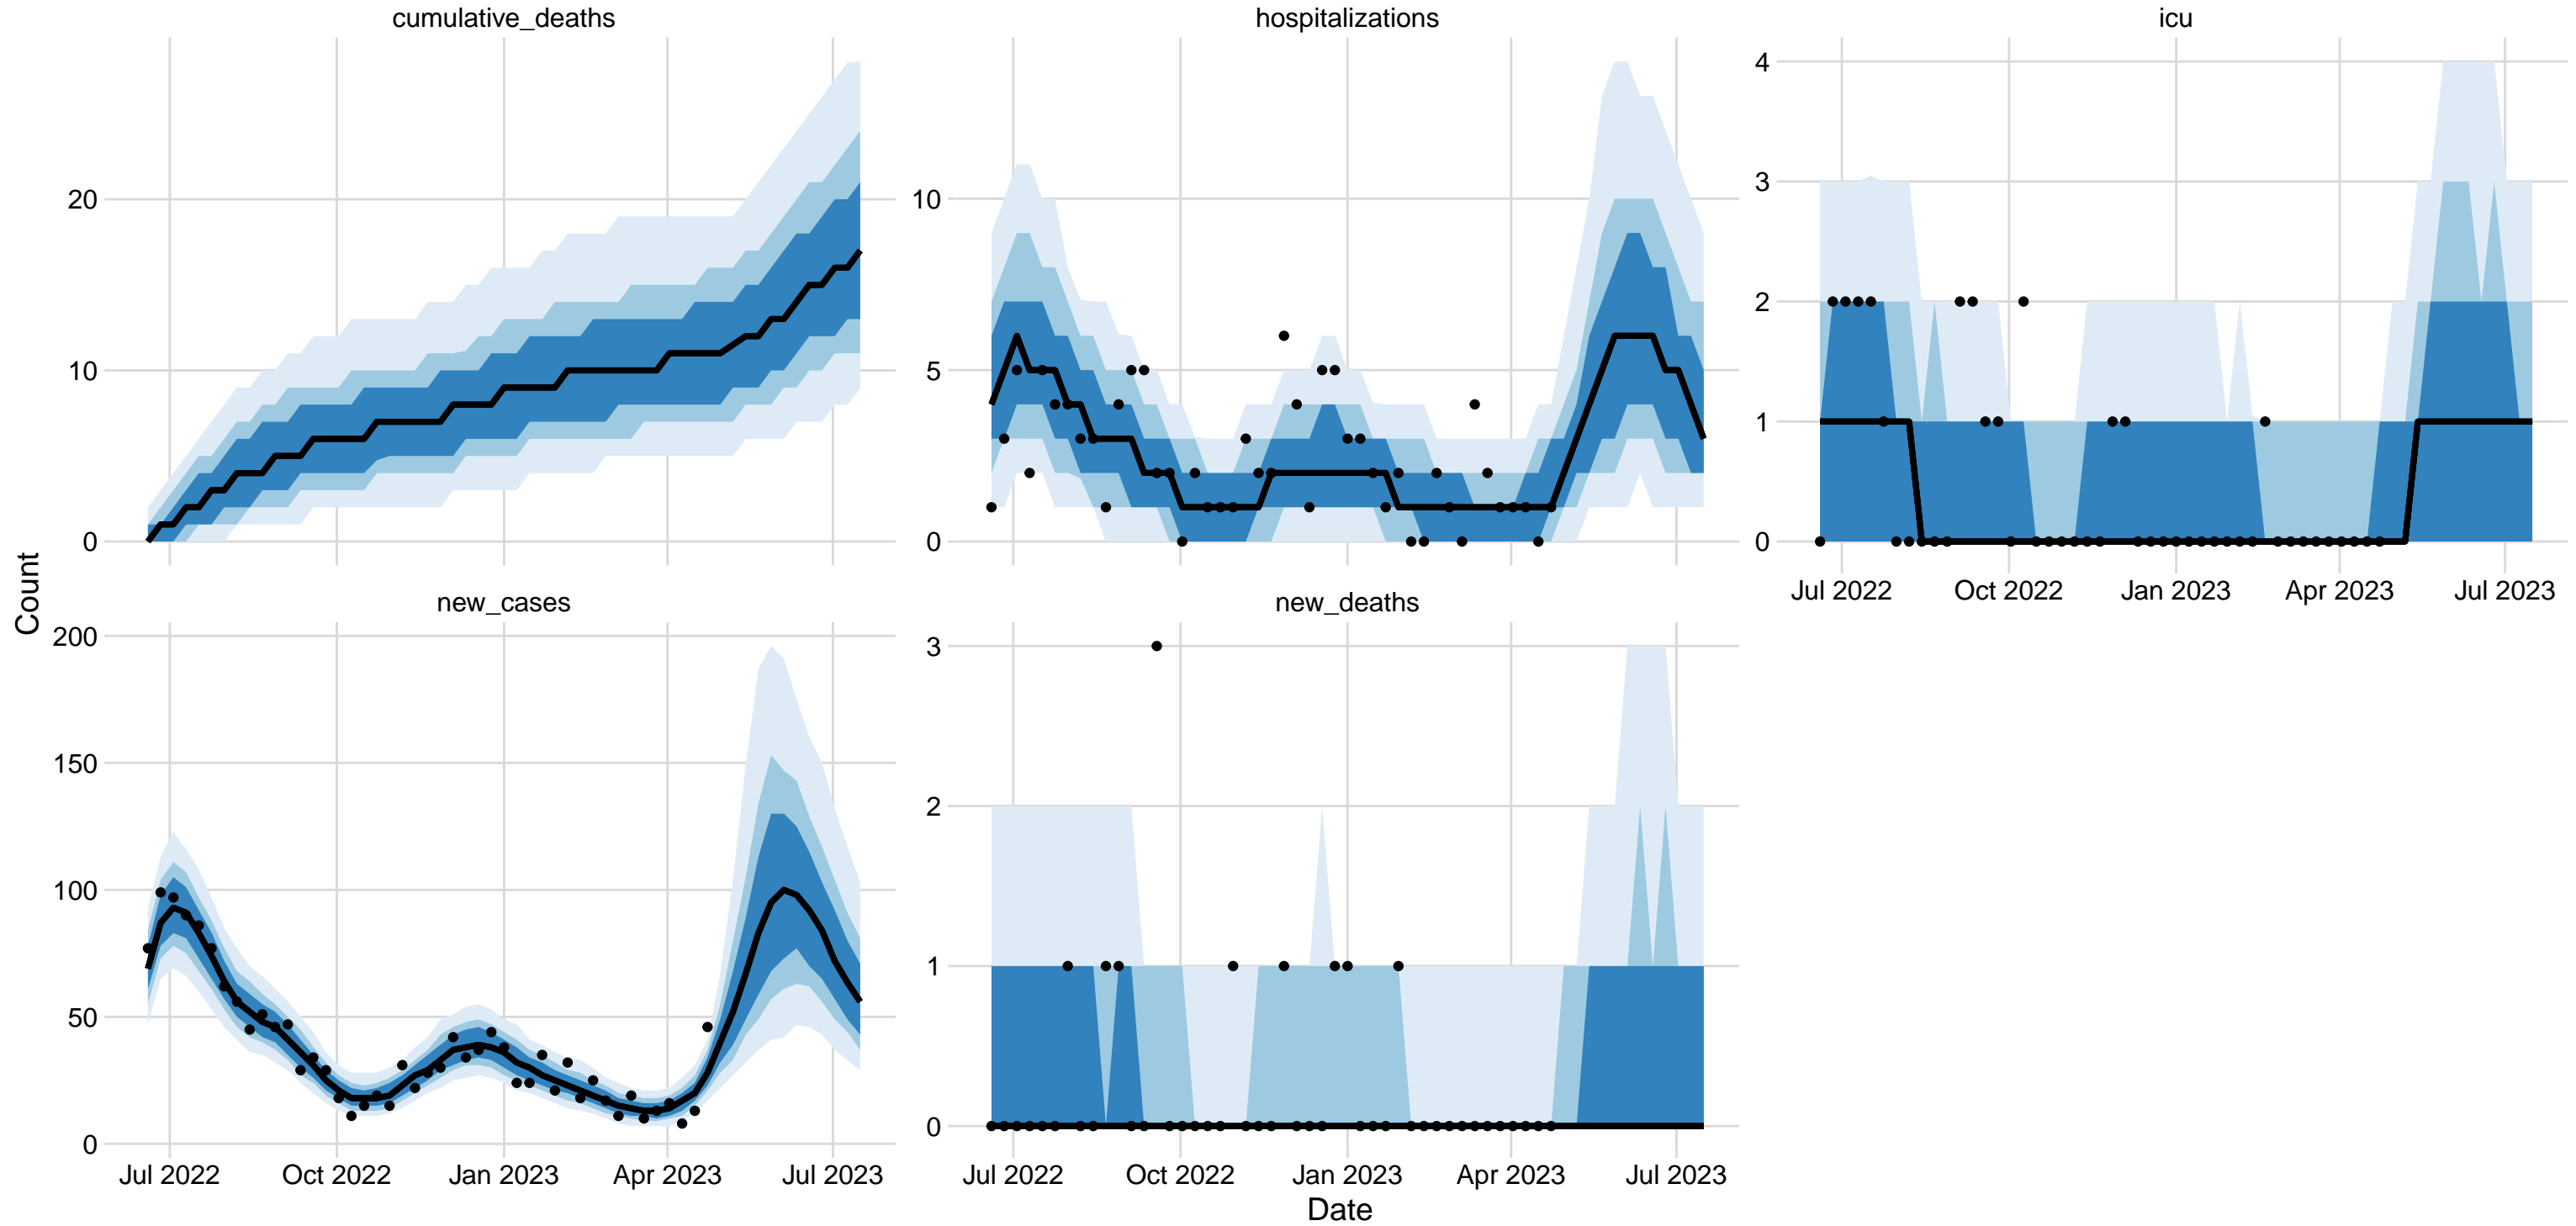 cumulative_deaths
hospitalizations
icu
20
10
0
10
5
0
4
3
2
1
0
Jul 2022
Oct 2022
Jan 2023
Apr 2023
Jul 2023
Count
new_cases
new_deaths
200
150
100
50
0
3
2
1
0
Jul 2022
Oct 2022
Jan 2023
Apr 2023
Jul 2023
Jul 2022
Oct 2022
Jan 2023
Apr 2023
Jul 2023
Date